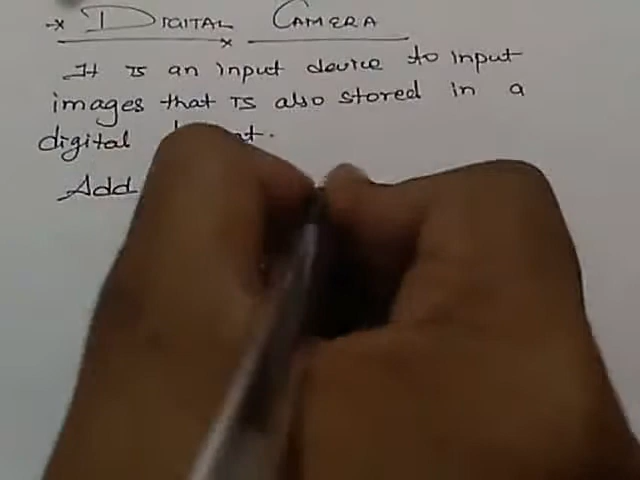 DIGITAL CAMERA
It is an input device to input
images that is also stored in a
digital
Add